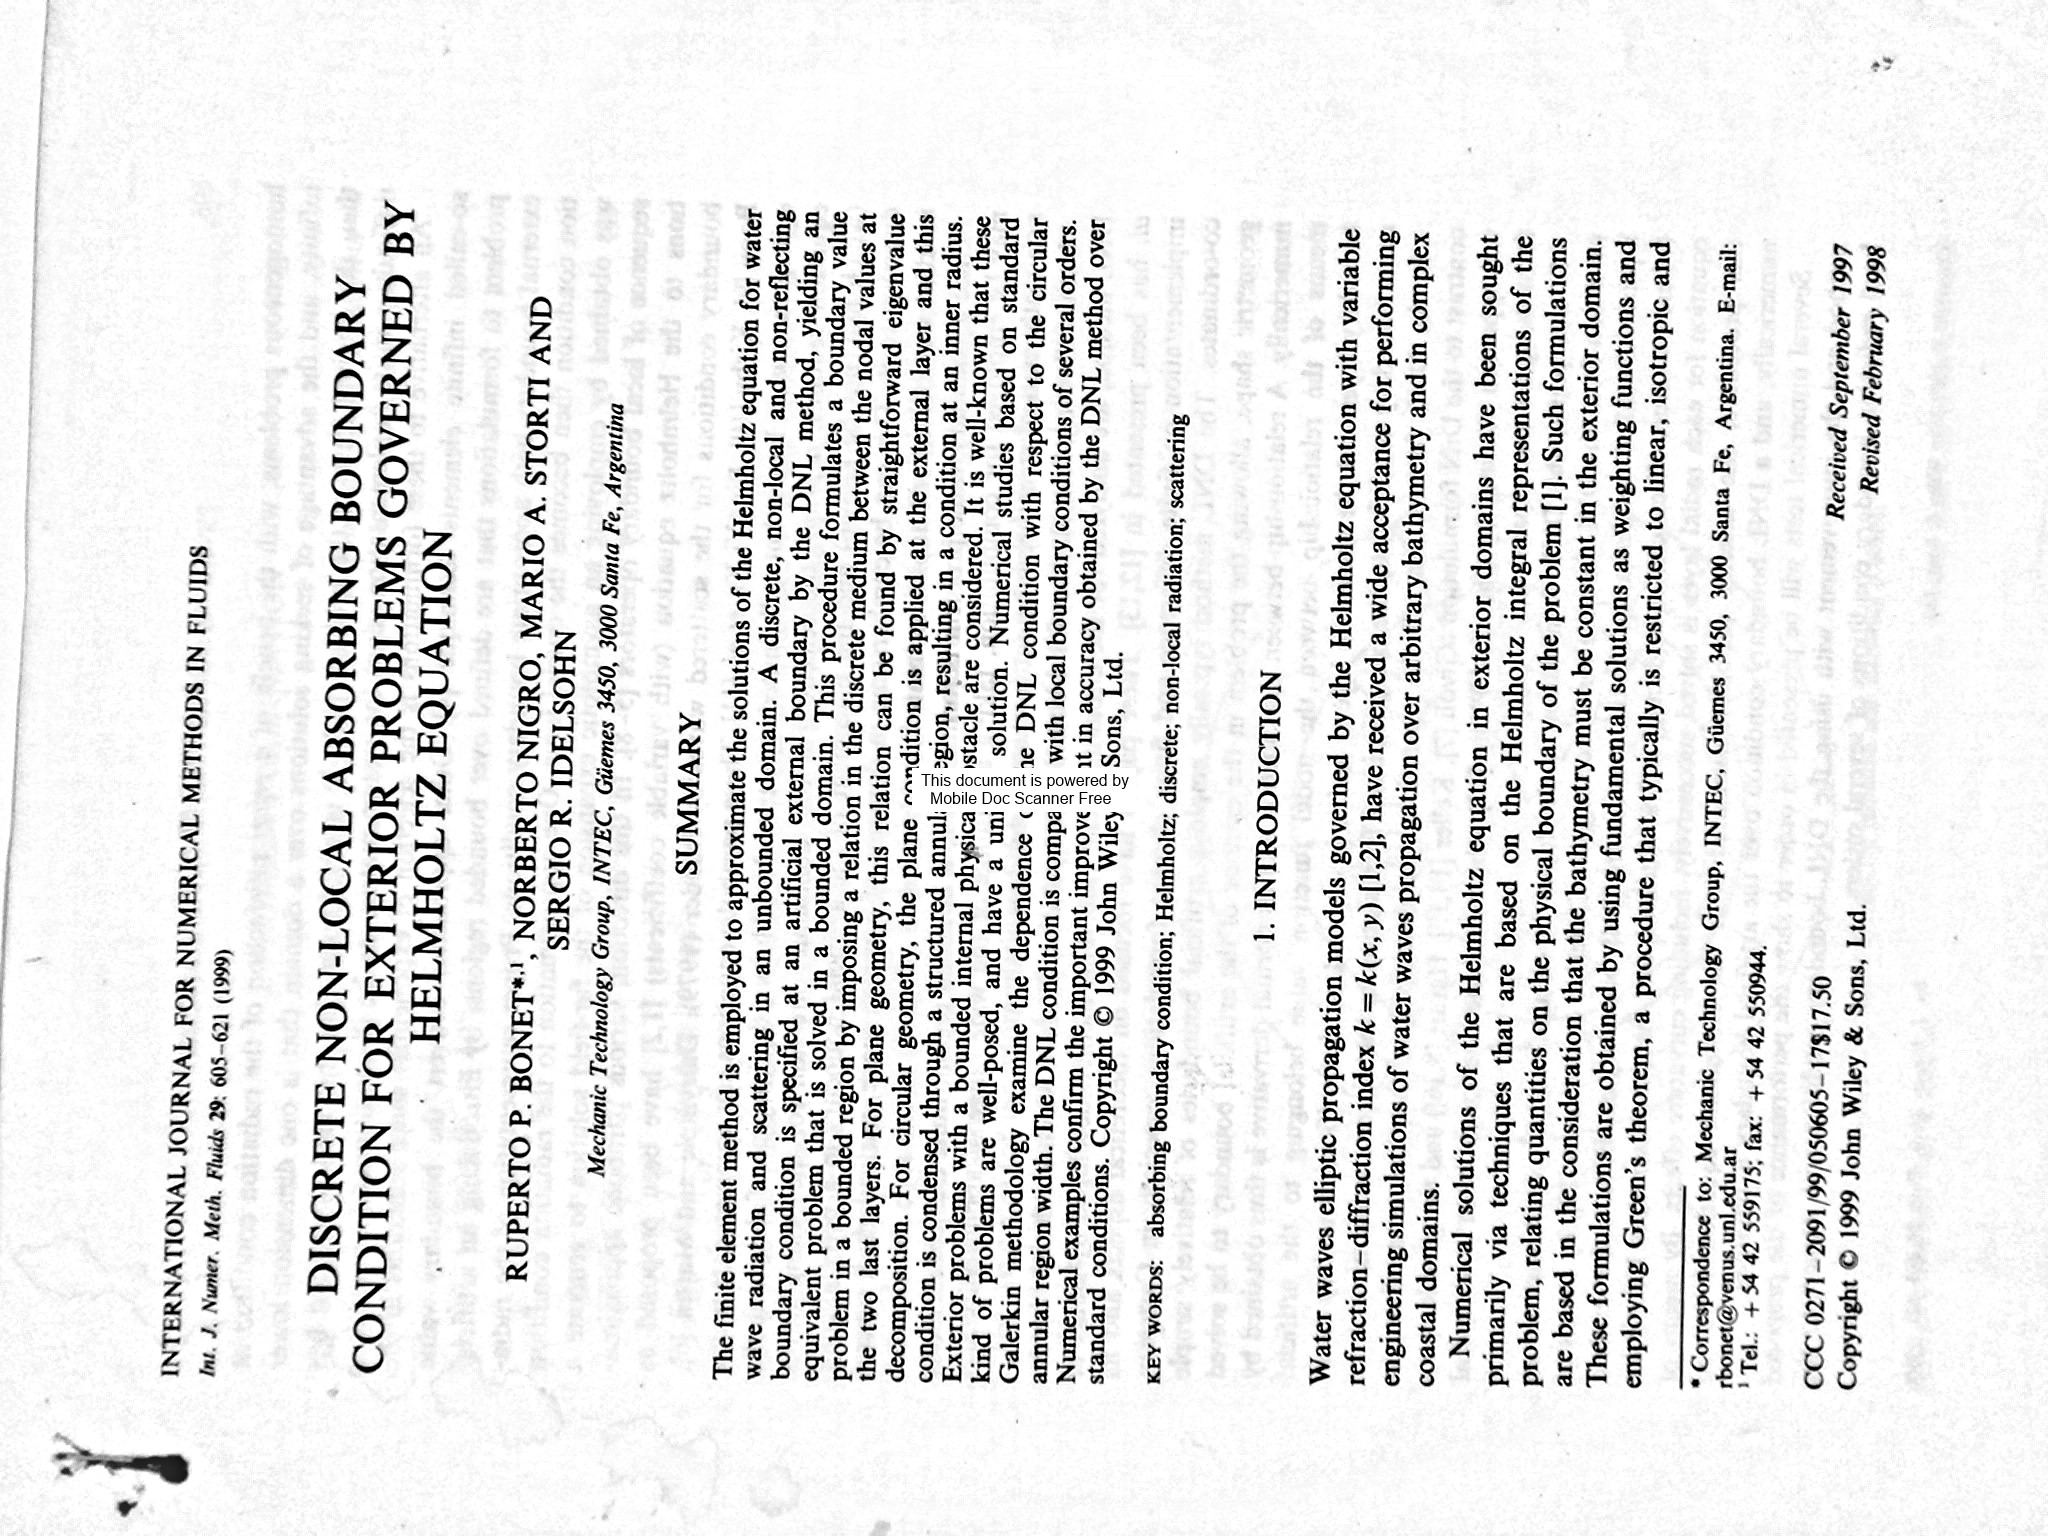 INTERNATIONAL JOURNAL FOR NUMERICAL METHODS IN FLUIDS
Int. J. Numer. Meth. Fluids 29: 605–621 (1999)
DISCRETE NON-LOCAL ABSORBING BOUNDARY
CONDITION FOR EXTERIOR PROBLEMS GOVERNED BY
HELMHOLTZ EQUATION
RUPERTO P. BONET*,1, NORBERTO NIGRO, MARIO A. STORTI AND
SERGIO R. IDELSOHN
Mechanic Technology Group, INTEC, Güemes 3450, 3000 Santa Fe, Argentina
SUMMARY
The finite element method is employed to approximate the solutions of the Helmholtz equation for water
wave radiation and scattering in an unbounded domain. A discrete, non-local and non-reflecting
boundary condition is specified at an artificial external boundary by the DNL method, yielding an
equivalent problem that is solved in a bounded domain. This procedure formulates a boundary value
problem in a bounded region by imposing a relation in the discrete medium between the nodal values at
the two last layers. For plane geometry, this relation can be found by straightforward eigenvalue
decomposition. For circular geometry, the plane condition is applied at the external layer and this
condition is condensed through a structured annul egion, resulting in a condition at an inner radius.
Exterior problems with a bounded internal physica stacle are considered. It is well-known that these
kind of problems are well-posed, and have a uni solution. Numerical studies based on standard
Galerkin methodology examine the dependence ne DNL condition with respect to the circular
annular region width. The DNL condition is compa with local boundary conditions of several orders.
Numerical examples confirm the important improve nt in accuracy obtained by the DNL method over
standard conditions. Copyright © 1999 John Wiley Sons, Ltd.
This document is powered by
Mobile Doc Scanner Free
KEY WORDS: absorbing boundary condition; Helmholtz; discrete; non-local radiation; scattering
1. INTRODUCTION
Water waves elliptic propagation models governed by the Helmholtz equation with variable
refraction–diffraction index k = k(x, y) [1,2], have received a wide acceptance for performing
engineering simulations of water waves propagation over arbitrary bathymetry and in complex
coastal domains.
Numerical solutions of the Helmholtz equation in exterior domains have been sought
primarily via techniques that are based on the Helmholtz integral representations of the
problem, relating quantities on the physical boundary of the problem [1]. Such formulations
are based in the consideration that the bathymetry must be constant in the exterior domain.
These formulations are obtained by using fundamental solutions as weighting functions and
employing Green's theorem, a procedure that typically is restricted to linear, isotropic and
* Correspondence to: Mechanic Technology Group, INTEC, Güemes 3450, 3000 Santa Fe, Argentina. E-mail:
rbonet@venus.unl.edu.ar
1 Tel.: +54 42 559175; fax: +54 42 550944.
CCC 0271–2091/99/050605–17$17.50
Copyright © 1999 John Wiley & Sons, Ltd.
Received September 1997
Revised February 1998